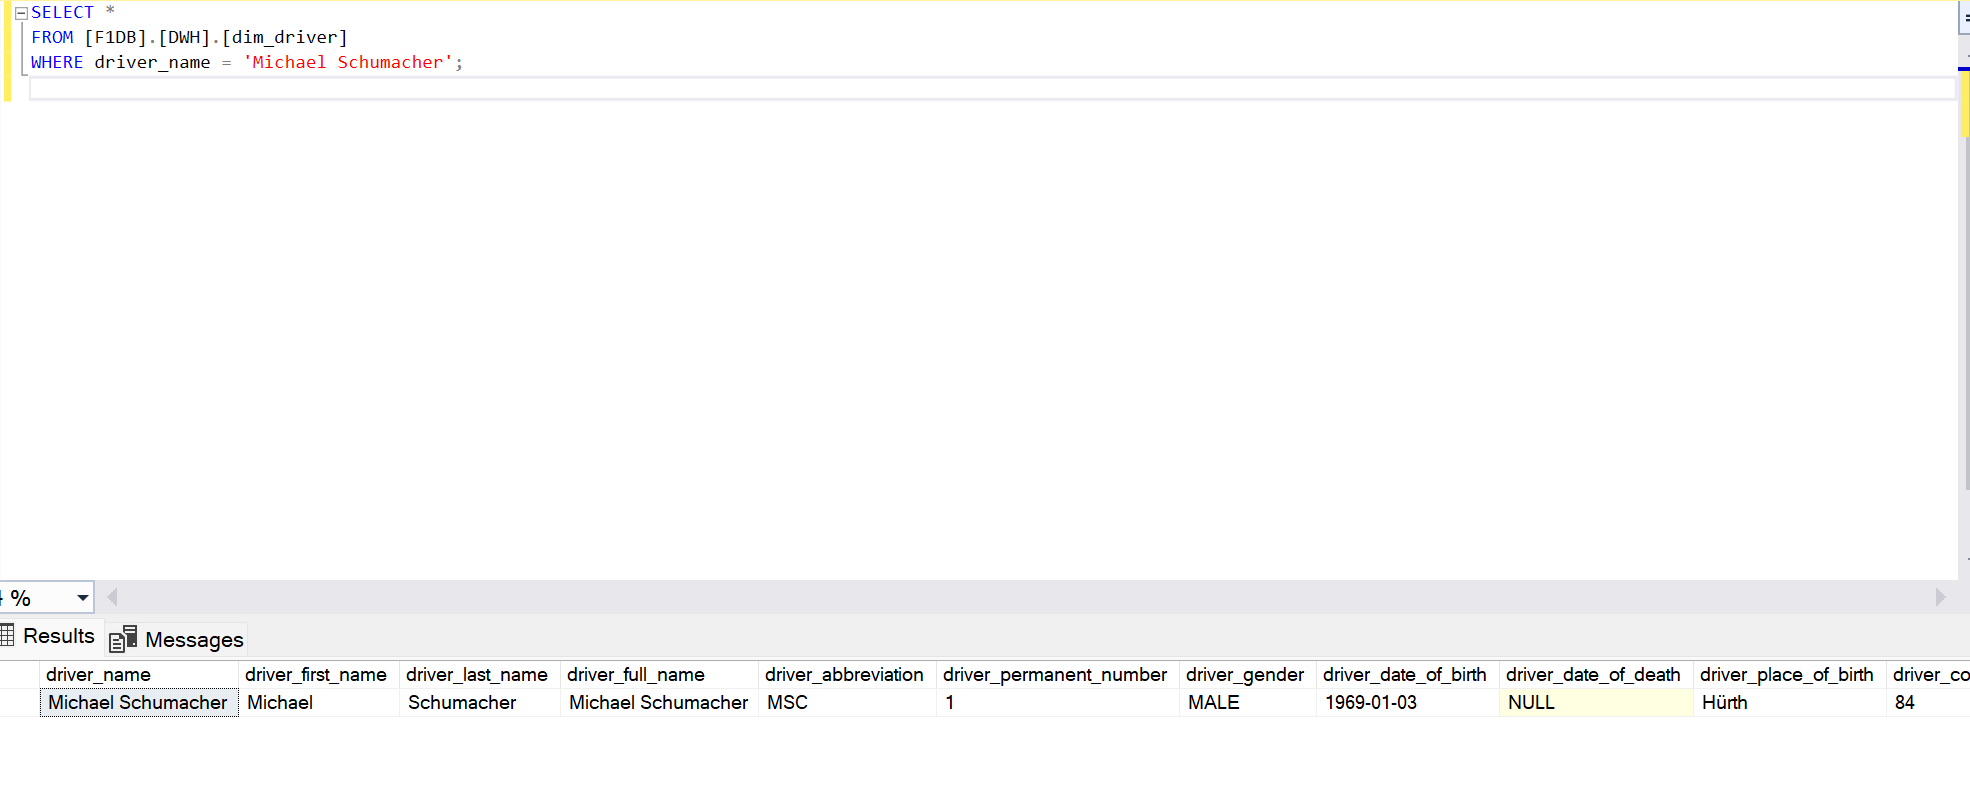 SELECT *
FROM [F1DB].[DWH].[dim_driver]
WHERE driver_name = 'Michael Schumacher';
%
Results Messages
driver_name driver_first_name driver_last_name driver_full_name driver_abbreviation driver_permanent_number driver_gender driver_date_of_birth driver_date_of_death driver_place_of_birth driver_co
Michael Schumacher Michael Schumacher Michael Schumacher MSC 1 MALE 1969-01-03 NULL Hürth 84